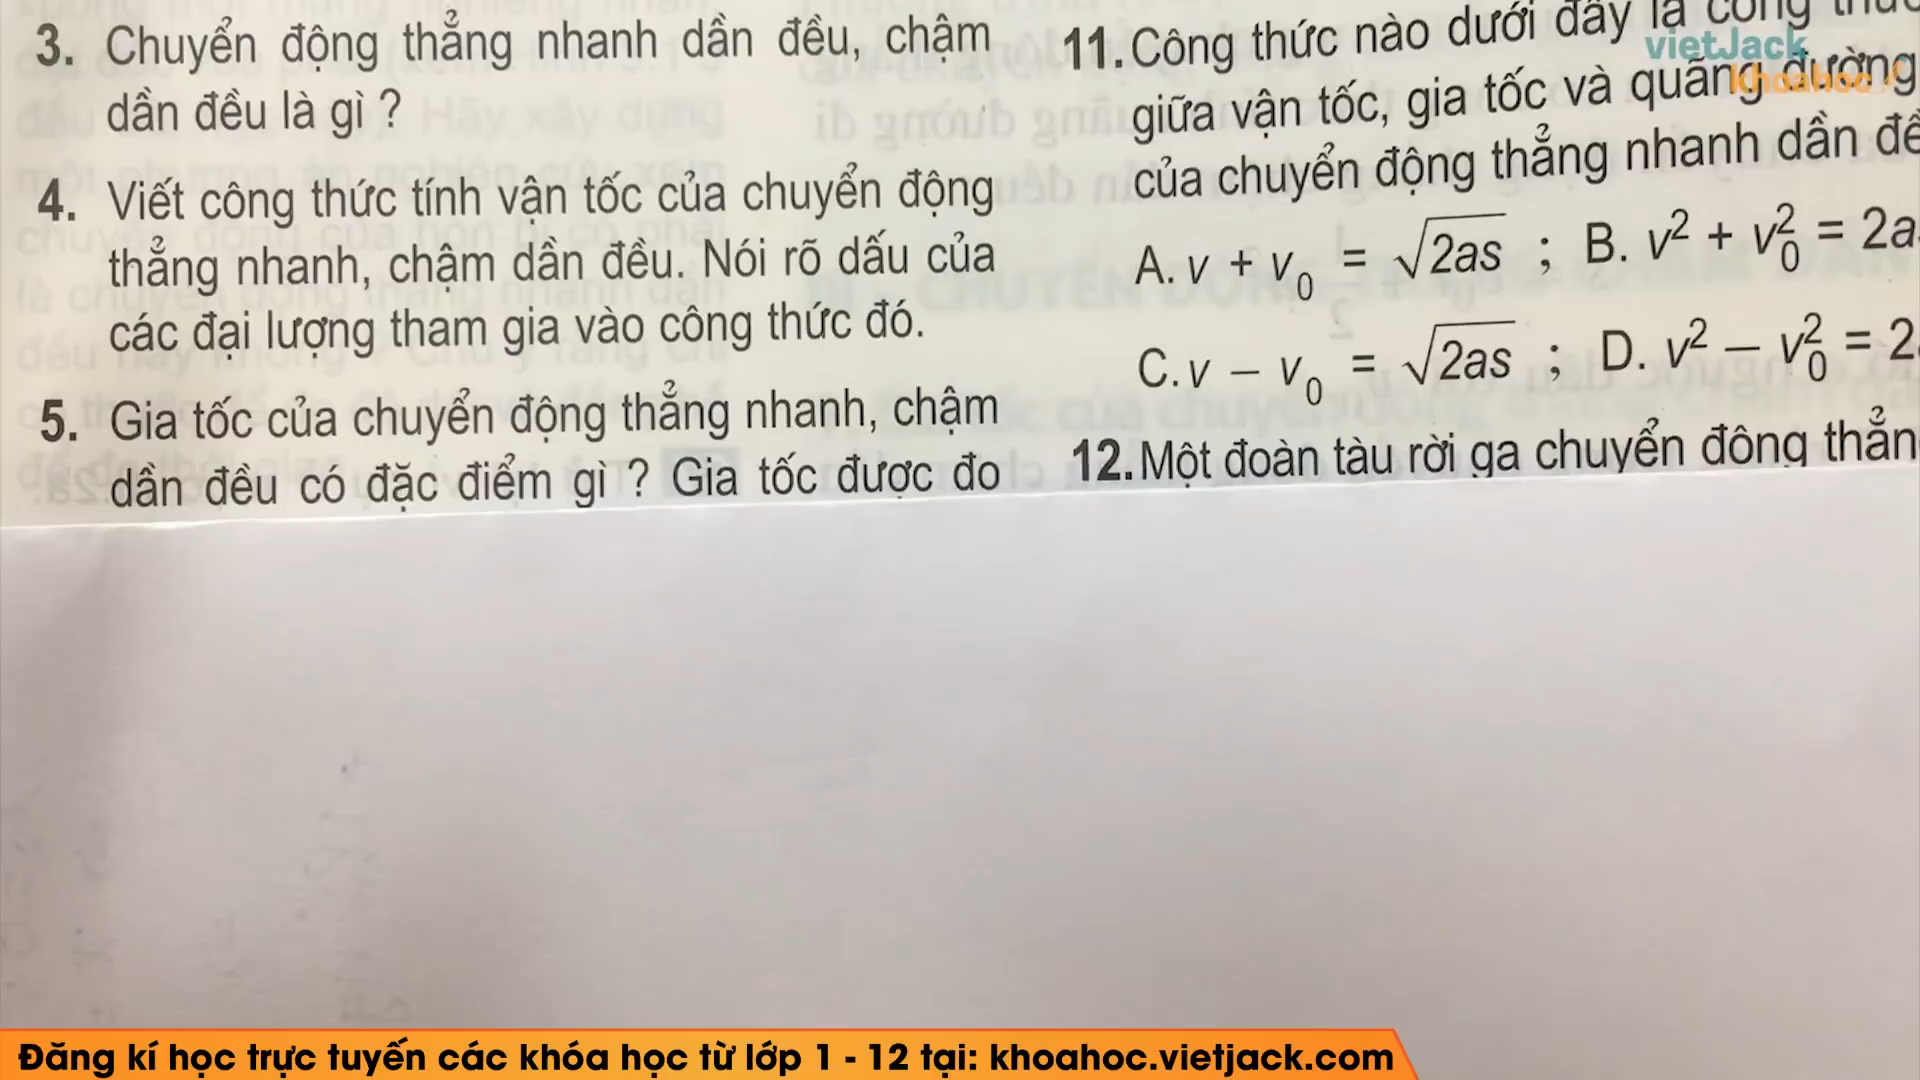 3. Chuyển động thẳng nhanh dần đều, chậm
dần đều là gì ?
4. Viết công thức tính vận tốc của chuyển động
thẳng nhanh, chậm dần đều. Nói rõ dấu của
các đại lượng tham gia vào công thức đó.
5. Gia tốc của chuyển động thẳng nhanh, chậm
dần đều có đặc điểm gì ? Gia tốc được đo
11. Công thức nào dưới đây là công
giữa vận tốc, gia tốc và quãng đường
của chuyển động thẳng nhanh dần
A. v + v₀ = √2as ; B. v² + v₀² = 2a
C. v – v₀ = √2as ; D. v² – v₀² = 2
12. Một đoàn tàu rời ga chuyển động
vietJack
khoahoc
Đăng kí học trực tuyến các khóa học từ lớp 1 - 12 tại: khoahoc.vietjack.com